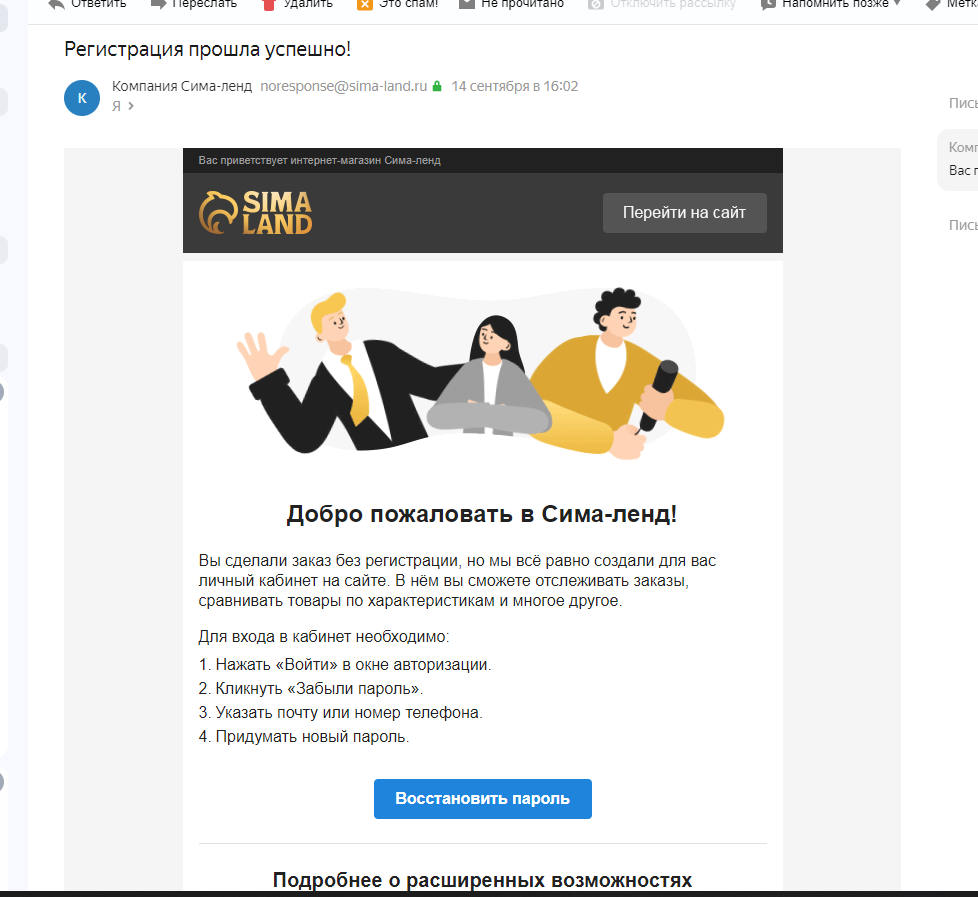 Ответить Переслать Удалить Это спам! Не прочитано Отключить рассылку Напомнить позже
Регистрация прошла успешно!
К
Компания Сима-ленд noresponse@sima-land.ru 14 сентября в 16:02
Я
Вас приветствует интернет-магазин Сима-ленд
SIMA
LAND
Перейти на сайт
Добро пожаловать в Сима-ленд!
Вы сделали заказ без регистрации, но мы всё равно создали для вас
личный кабинет на сайте. В нём вы сможете отслеживать заказы,
сравнивать товары по характеристикам и многое другое.
Для входа в кабинет необходимо:
1. Нажать «Войти» в окне авторизации.
2. Кликнуть «Забыли пароль».
3. Указать почту или номер телефона.
4. Придумать новый пароль.
Восстановить пароль
Подробнее о расширенных возможностях